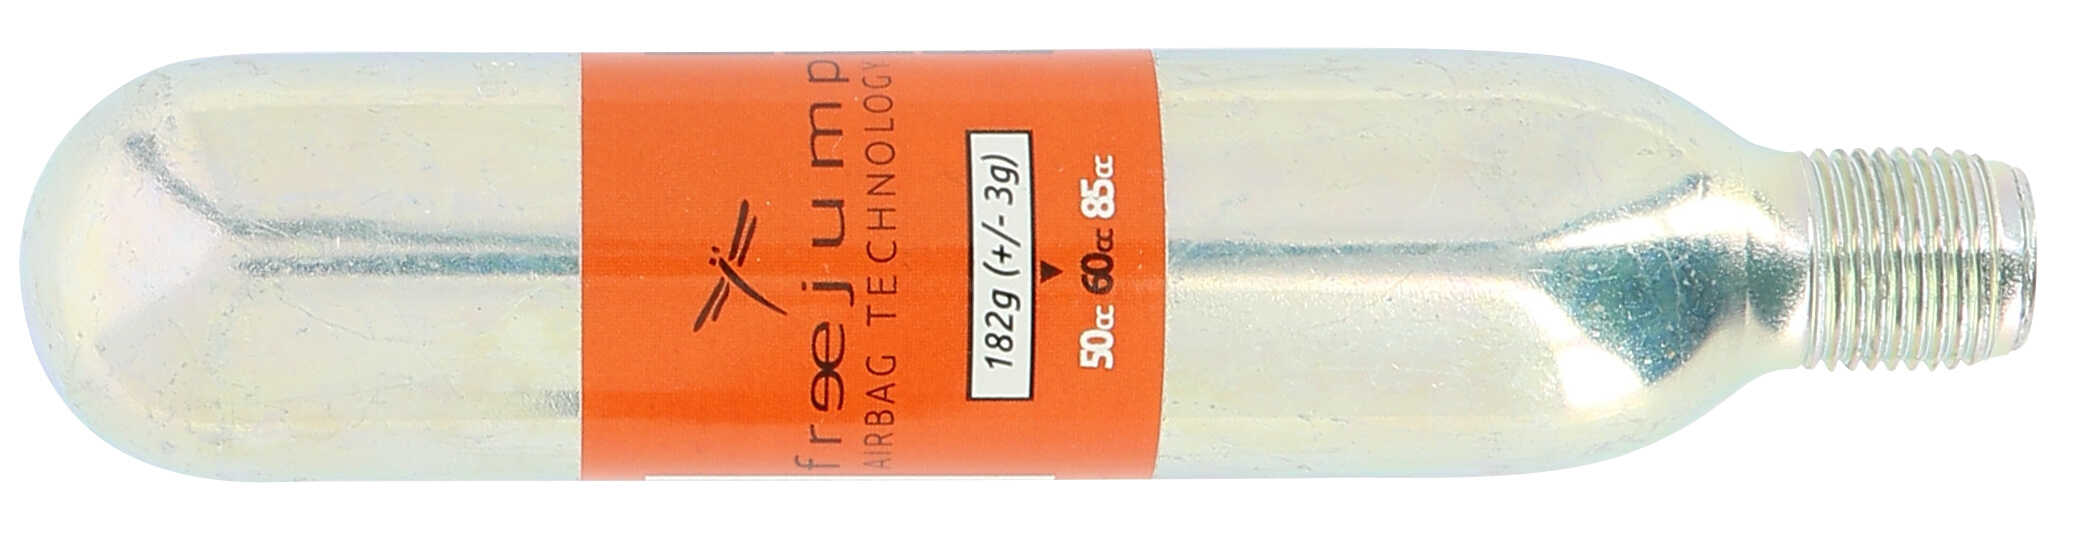 freejump
AIRBAG TECHNOLOGY
182g (+/- 3g)
50cc 60cc 85cc